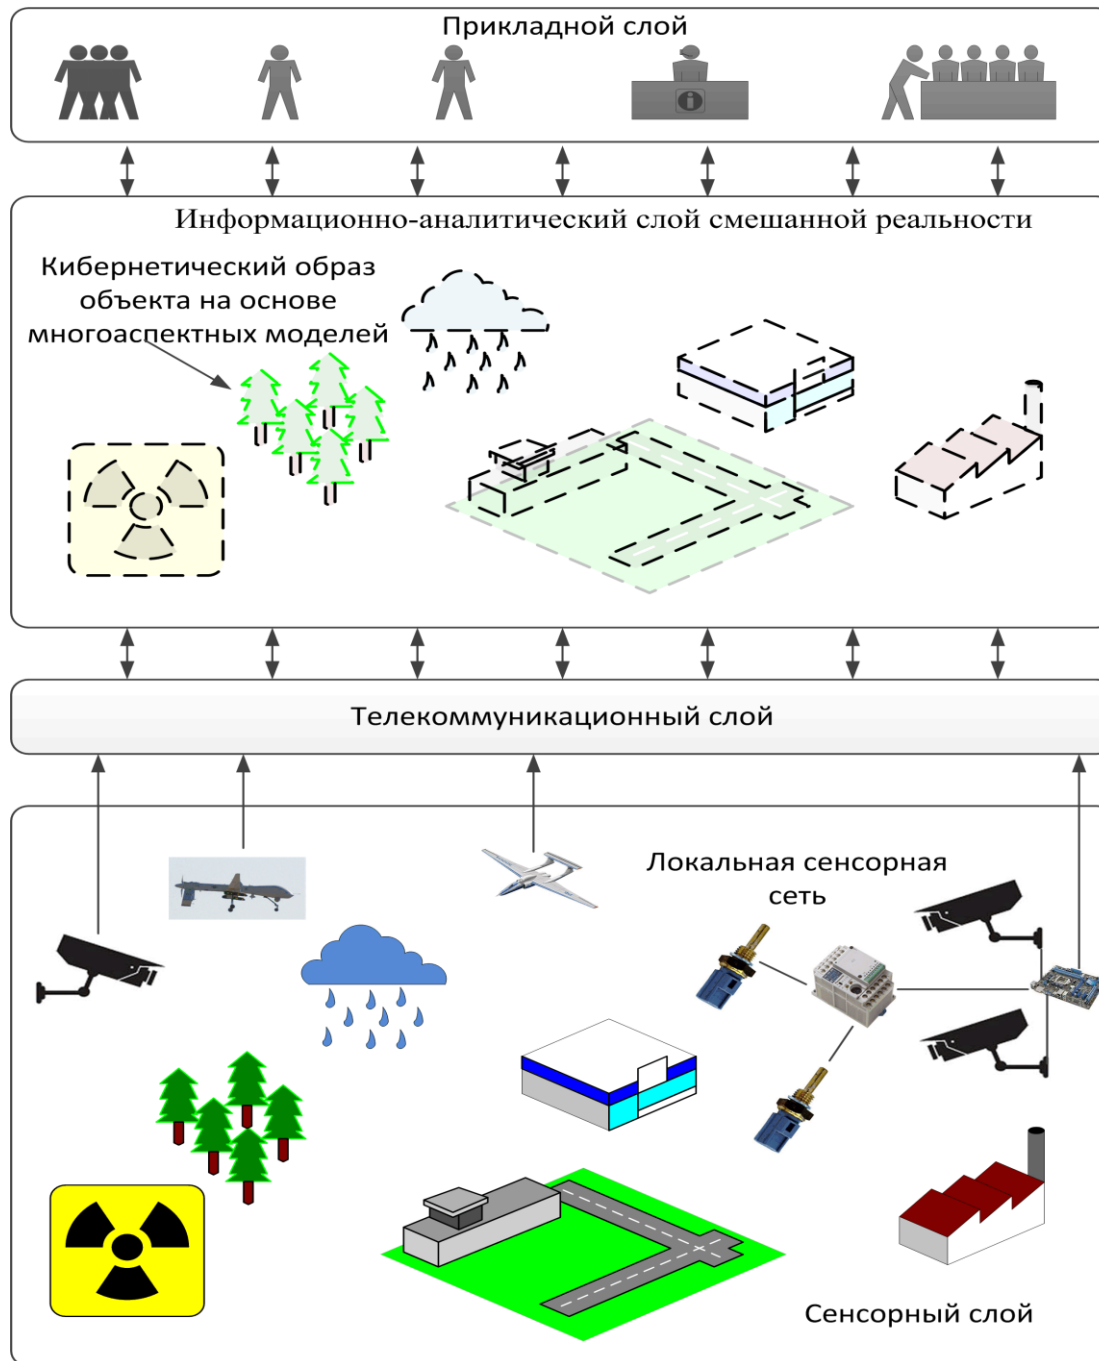 Прикладной слой
i
Информационно-аналитический слой смешанной реальности
Кибернетический образ
объекта на основе
многоаспектных моделей
Телекоммуникационный слой
Локальная сенсорная
сеть
Сенсорный слой